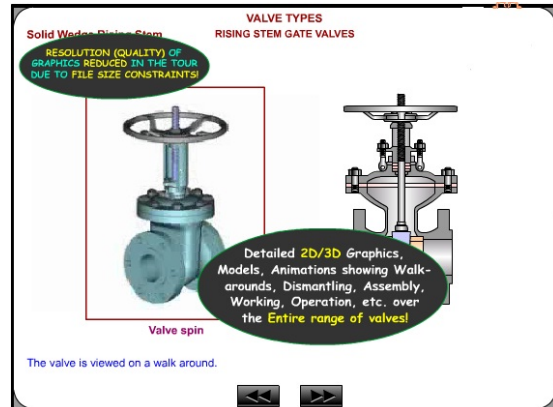 VALVE TYPES
Solid Wedge Rising Stem
RISING STEM GATE VALVES
RESOLUTION (QUALITY) OF
GRAPHICS REDUCED IN THE TOUR
DUE TO FILE SIZE CONSTRAINTS!
Detailed 2D/3D Graphics,
Models, Animations showing Walk-
arounds, Dismantling, Assembly,
Working, Operation, etc. over
the Entire range of valves!
Valve spin
The valve is viewed on a walk around.